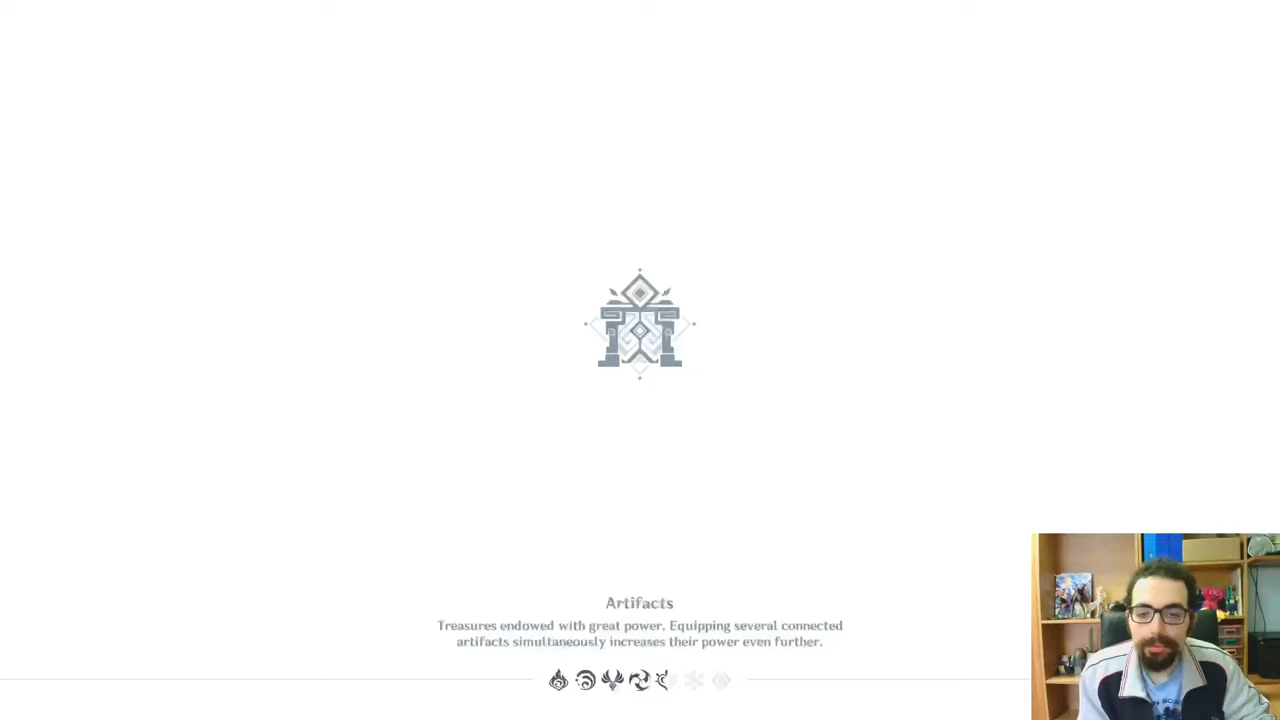 Artifacts
Treasures endowed with great power. Equipping several connected
artifacts simultaneously increases their power even further.